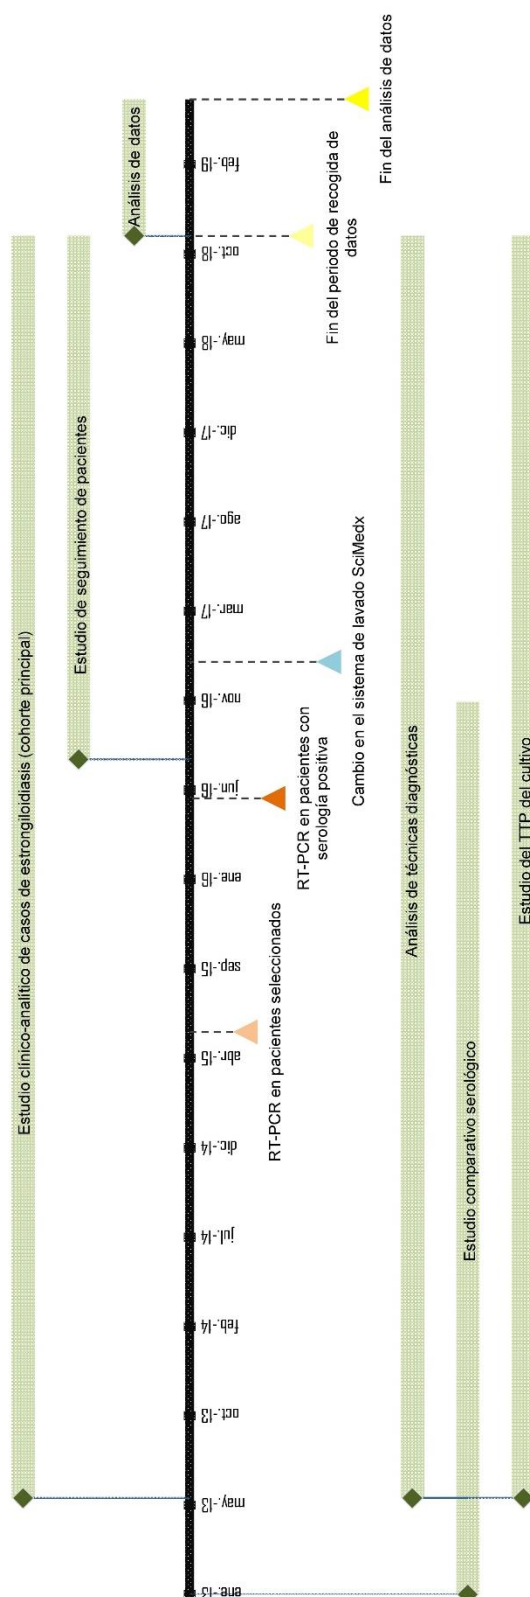 Estudio clínico-analítico de casos de estrongiloidiasis (cohorte principal)
Estudio de seguimiento de pacientes
Análisis de datos
ene.-13
may.-13
oct.-13
feb.-14
jul.-14
dic.-14
abr.-15
sep.-15
ene.-16
jun.-16
nov.-16
mar.-17
ago.-17
dic.-17
may.-18
oct.-18
feb.-19
RT-PCR en pacientes seleccionados
RT-PCR en pacientes con
serología positiva
Cambio en el sistema de lavado SciMedx
Fin del periodo de recogida de
datos
Fin del análisis de datos
Análisis de técnicas diagnósticas
Estudio comparativo serológico
Estudio del TTP del cultivo